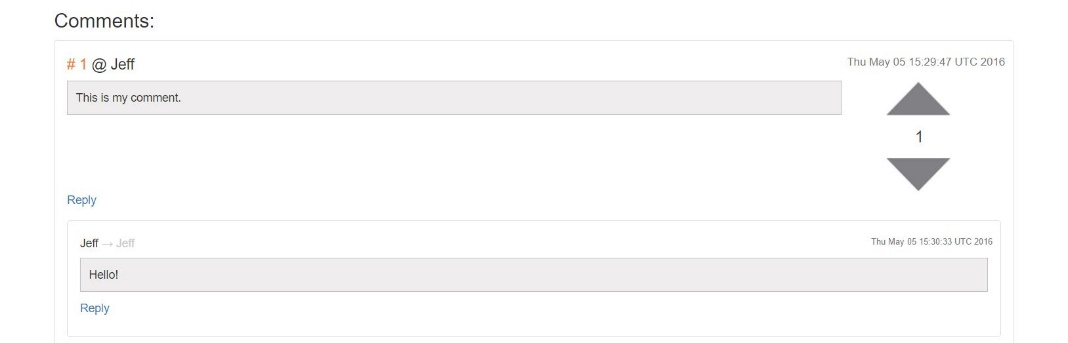 Comments:
# 1 @ Jeff
Thu May 05 15:29:47 UTC 2016
This is my comment.
1
Reply
Jeff → Jeff
Thu May 05 15:30:33 UTC 2016
Hello!
Reply